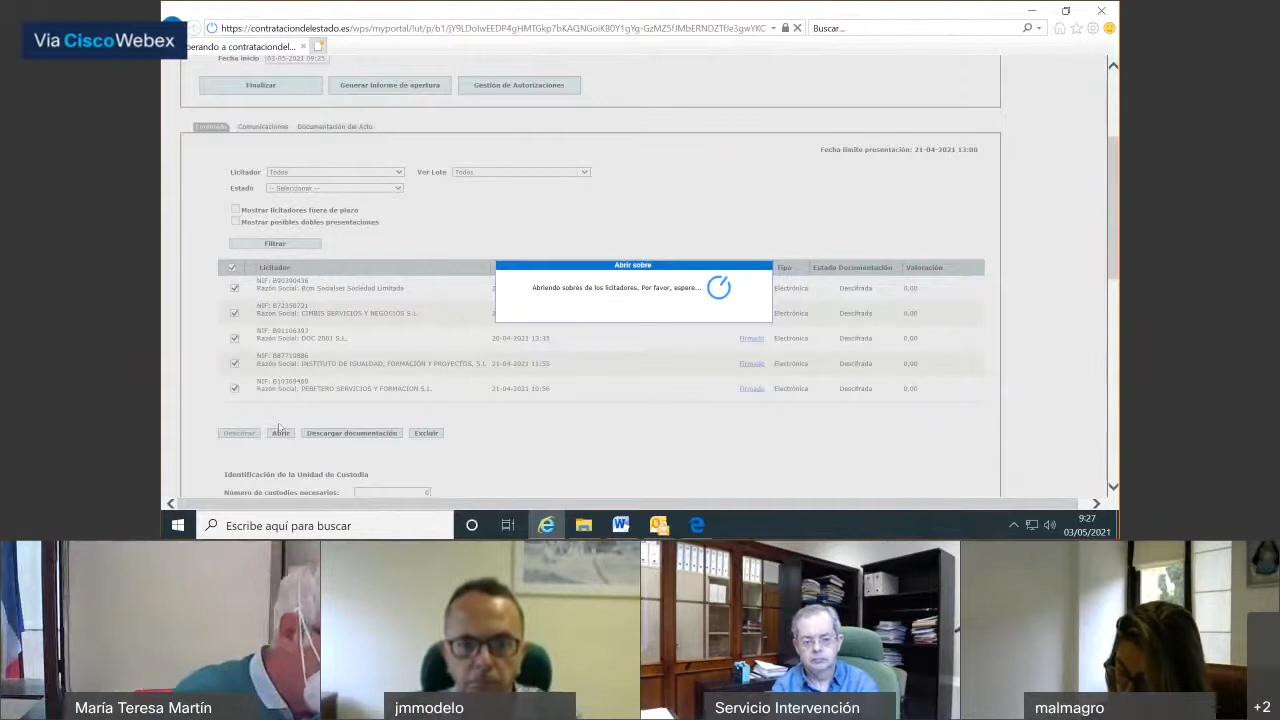 Via Cisco Webex
https://contrataciondelestado.es/wps/myportal/!ut/p/b1/
Buscar...
perando a contrataciondel...
Fecha inicio 03-05-2021 09:25
Finalizar
Generar informe de apertura
Gestión de Autorizaciones
Contenido
Comunicaciones
Documentación del Acto
Fecha límite presentación: 21-04-2021 13:00
Licitador
Todos
Ver Lote
Todos
Estado
-- Seleccionar --
Mostrar licitadores fuera de plazo
Mostrar posibles dobles presentaciones
Filtrar
Licitador
Tipo
Estado Documentación
Valoración
Abrir sobre
Abriendo sobres de los licitadores. Por favor, espere...
NIF: B90390436
Razón Social: Bcm Socialser Sociedad Limitada
Electrónica
Descifrada
0,00
NIF: B72350721
Razón Social: CIMBIS SERVICIOS Y NEGOCIOS S.L.
Electrónica
Descifrada
0,00
NIF: B91106393
Razón Social: DOC 2001 S.L.
20-04-2021 13:35
Firmado
Electrónica
Descifrada
0,00
NIF: B87710886
Razón Social: INSTITUTO DE IGUALDAD, FORMACIÓN Y PROYECTOS, S.L.
21-04-2021 11:55
Firmado
Electrónica
Descifrada
0,00
NIF: B19369460
Razón Social: PEBETERO SERVICIOS Y FORMACION S.L.
21-04-2021 10:56
Firmado
Electrónica
Descifrada
0,00
Descifrar
Abrir
Descargar documentación
Excluir
Identificación de la Unidad de Custodia
Número de custodios necesarios: 0
Escribe aquí para buscar
9:27
03/05/2021
María Teresa Martín
jmmodelo
Servicio Intervención
malmagro
+2